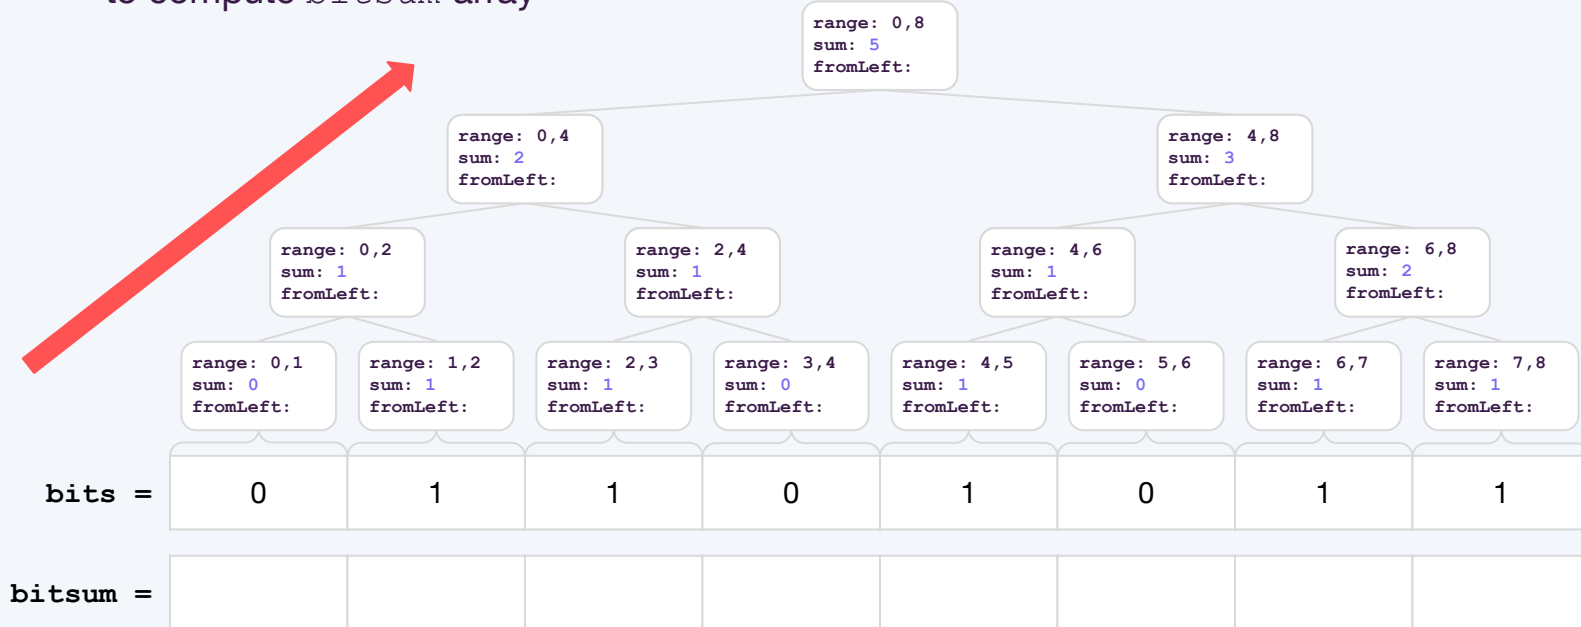 to compute bitsum array
range: 0,8
sum: 5
fromLeft:
range: 0,4
sum: 2
fromLeft:
range: 4,8
sum: 3
fromLeft:
range: 0,2
sum: 1
fromLeft:
range: 2,4
sum: 1
fromLeft:
range: 4,6
sum: 1
fromLeft:
range: 6,8
sum: 2
fromLeft:
range: 0,1
sum: 0
fromLeft:
range: 1,2
sum: 1
fromLeft:
range: 2,3
sum: 1
fromLeft:
range: 3,4
sum: 0
fromLeft:
range: 4,5
sum: 1
fromLeft:
range: 5,6
sum: 0
fromLeft:
range: 6,7
sum: 1
fromLeft:
range: 7,8
sum: 1
fromLeft:
bits = 0 1 1 0 1 0 1 1
bitsum =